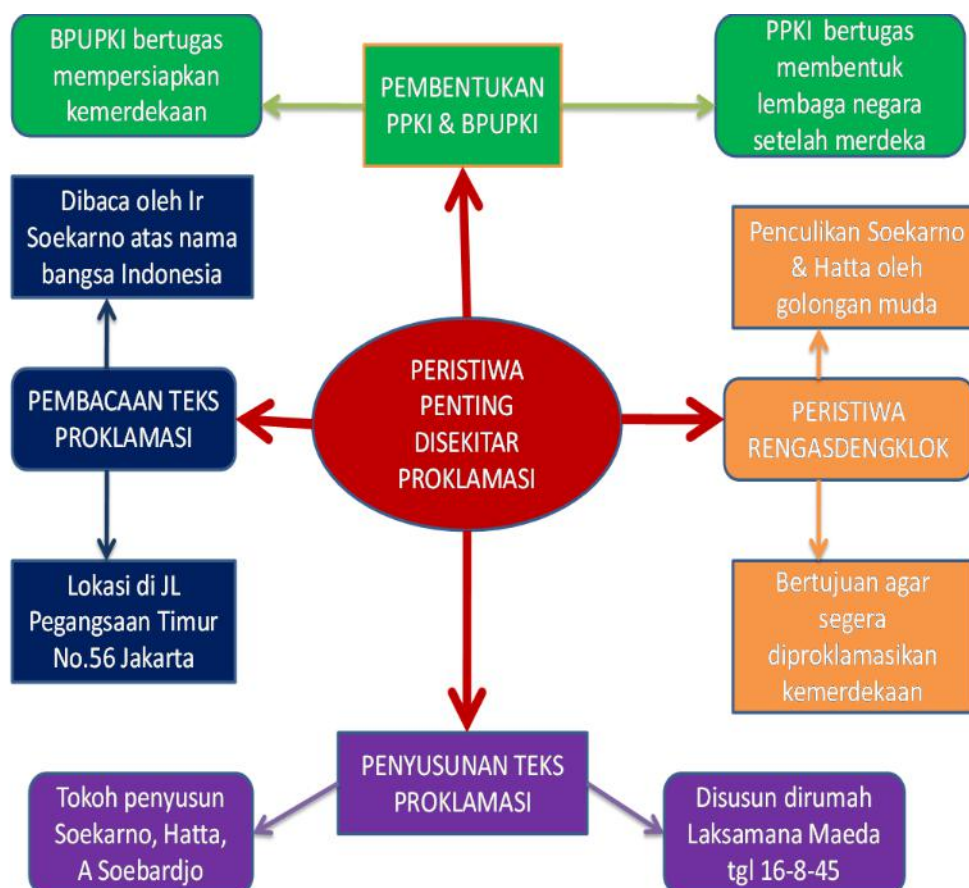 BPUPKI bertugas
mempersiapkan
kemerdekaan
PEMBENTUKAN
PPKI & BPUPKI
PPKI bertugas
membentuk
lembaga negara
setelah merdeka
Dibaca oleh Ir
Soekarno atas nama
bangsa Indonesia
Penculikan Soekarno
& Hatta oleh
golongan muda
PEMBACAAN TEKS
PROKLAMASI
PERISTIWA
PENTING
DISEKITAR
PROKLAMASI
PERISTIWA
RENGASDENGKLOK
Lokasi di JL
Pegangsaan Timur
No.56 Jakarta
Bertujuan agar
segera
diproklamasikan
kemerdekaan
PENYUSUNAN TEKS
PROKLAMASI
Tokoh penyusun
Soekarno, Hatta,
A Soebardjo
Disusun dirumah
Laksamana Maeda
tgl 16-8-45